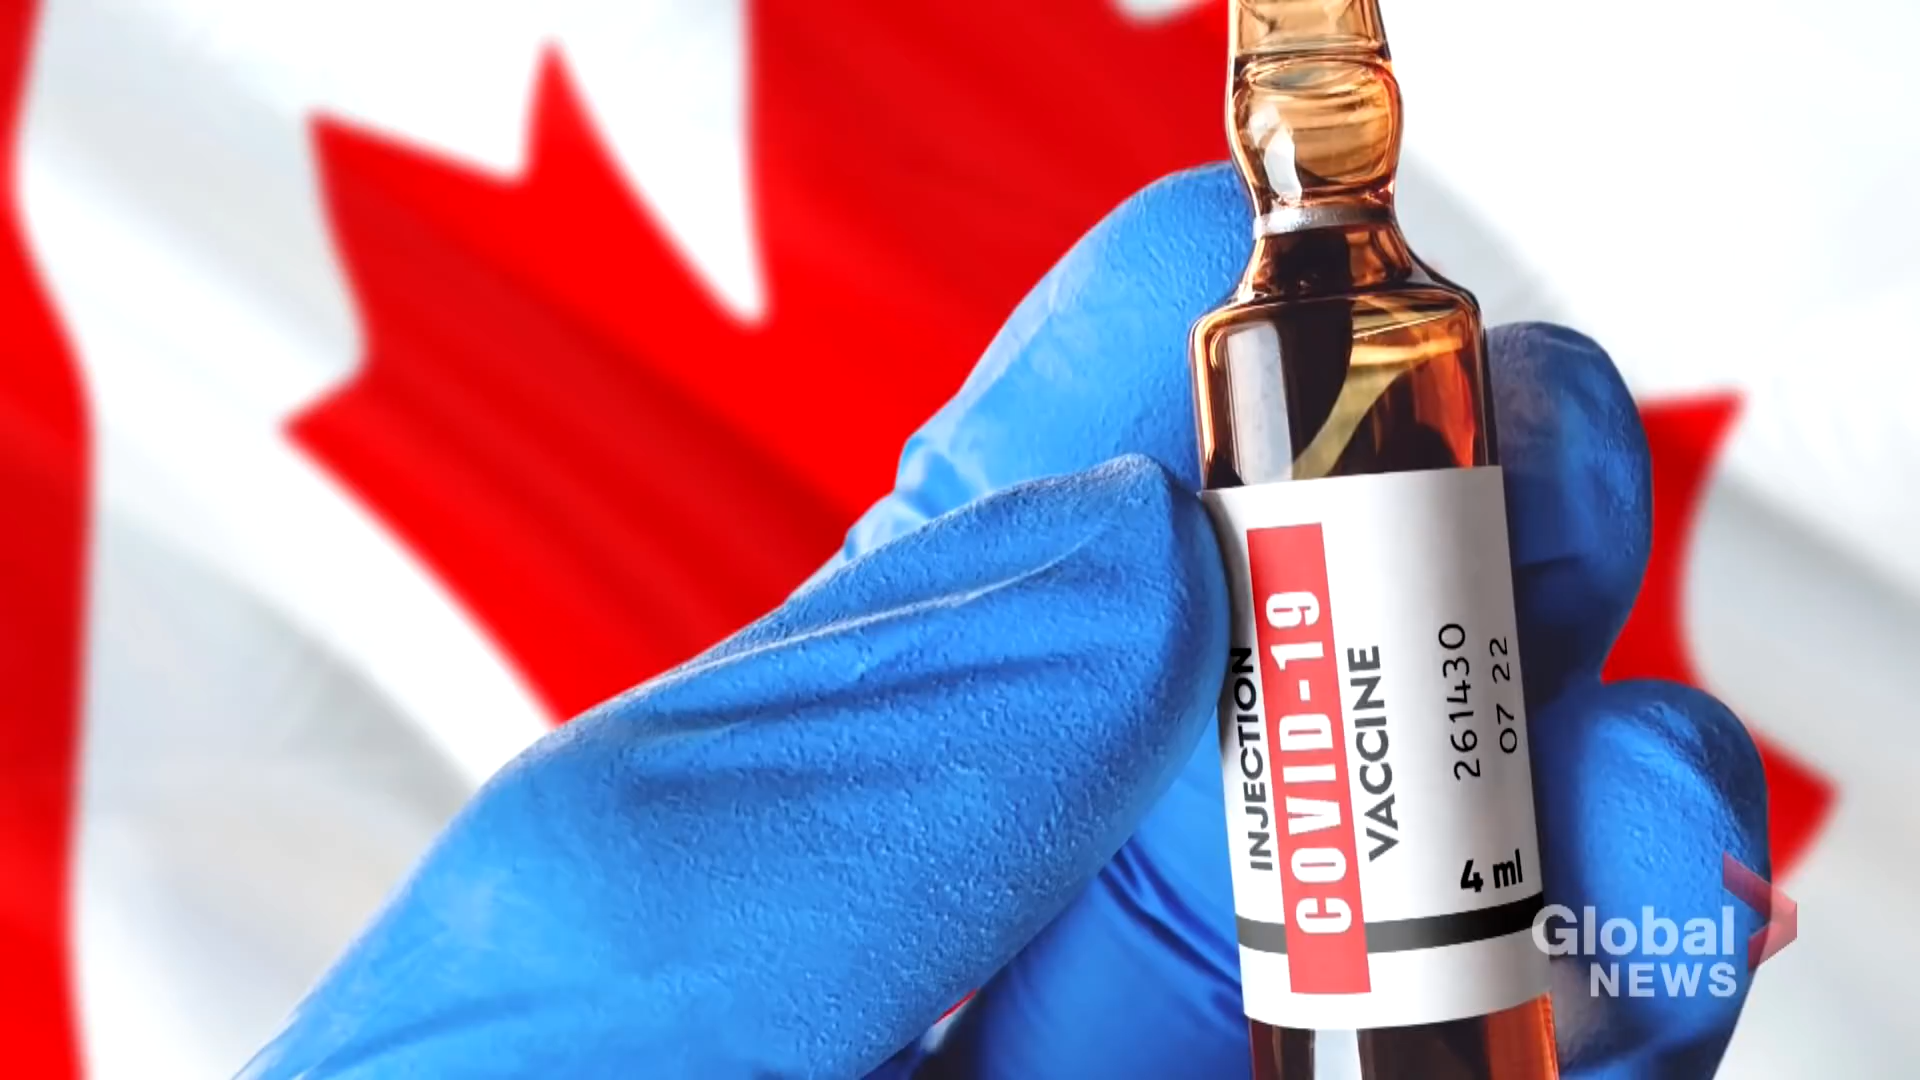 INJECTION
COVID-19
VACCINE
261430
07 22
4 ml
Global
NEWS